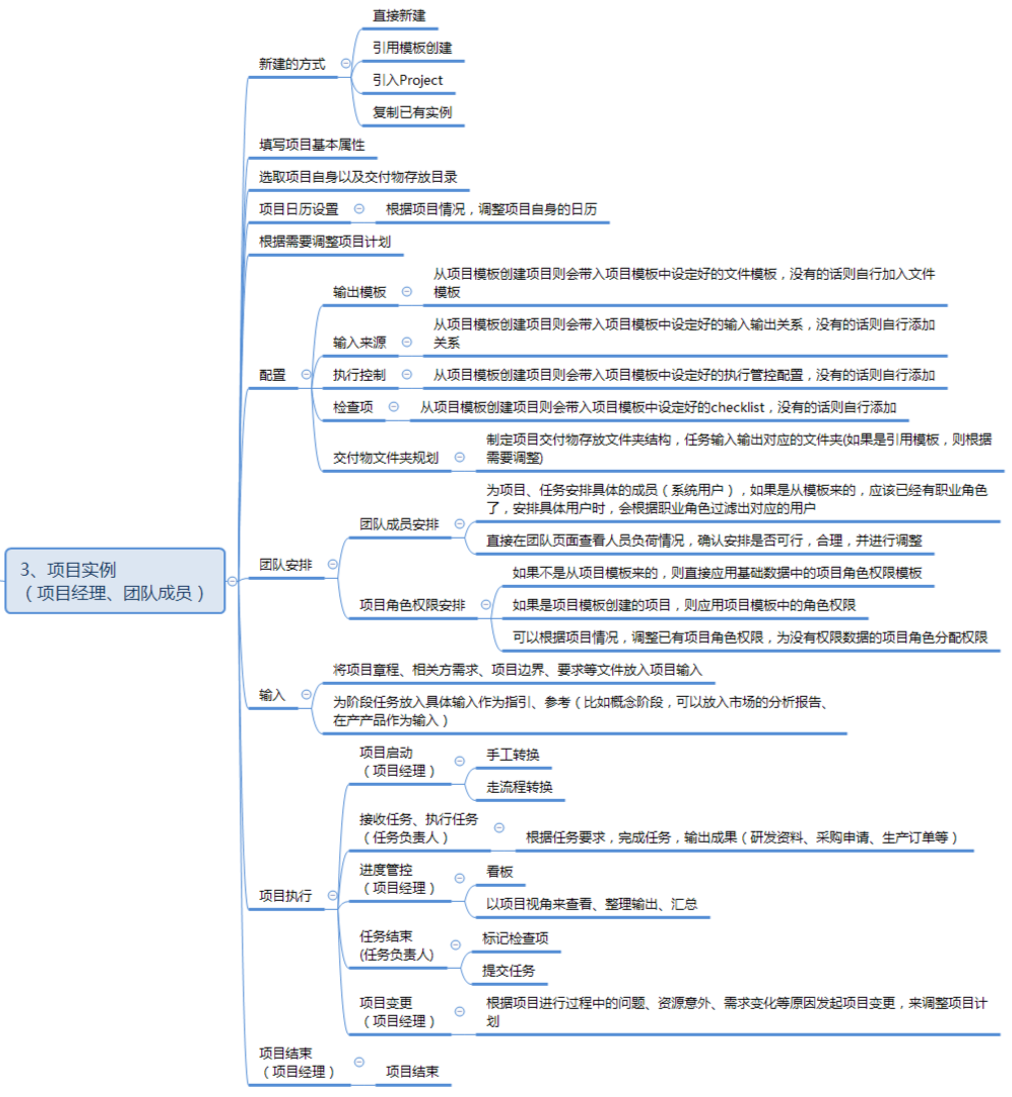 3、项目实例
（项目经理、团队成员）
新建的方式
直接新建
引用模板创建
引入Project
复制已有实例
填写项目基本属性
选取项目自身以及交付物存放目录
项目日历设置
根据项目情况，调整项目自身的日历
根据需要调整项目计划
配置
输出模板
从项目模板创建项目则会带入项目模板中设定好的文件模板，没有的话则自行加入文件
模板
输入来源
从项目模板创建项目则会带入项目模板中设定好的输入输出关系，没有的话则自行添加
关系
执行控制
从项目模板创建项目则会带入项目模板中设定好的执行管控配置，没有的话则自行添加
检查项
从项目模板创建项目则会带入项目模板中设定好的checklist，没有的话则自行添加
交付物文件夹规划
制定项目交付物存放文件夹结构，任务输入输出对应的文件夹(如果是引用模板，则根据
需要调整)
团队安排
团队成员安排
为项目、任务安排具体的成员（系统用户），如果是从模板来的，应该已经有职业角色
了，安排具体用户时，会根据职业角色过滤出对应的用户
直接在团队页面查看人员负荷情况，确认安排是否可行，合理，并进行调整
项目角色权限安排
如果不是从项目模板来的，则直接应用基础数据中的项目角色权限模板
如果是项目模板创建的项目，则应用项目模板中的角色权限
可以根据项目情况，调整已有项目角色权限，为没有权限数据的项目角色分配权限
输入
将项目章程、相关方需求、项目边界、要求等文件放入项目输入
为阶段任务放入具体输入作为指引、参考（比如概念阶段，可以放入市场的分析报告、
在产产品作为输入）
项目执行
项目启动
（项目经理）
手工转换
走流程转换
接收任务、执行任务
（任务负责人）
根据任务要求，完成任务，输出成果（研发资料、采购申请、生产订单等）
进度管控
（项目经理）
看板
以项目视角来查看、整理输出、汇总
任务结束
(任务负责人)
标记检查项
提交任务
项目变更
（项目经理）
根据项目进行过程中的问题、资源意外、需求变化等原因发起项目变更，来调整项目计
划
项目结束
（项目经理）
项目结束